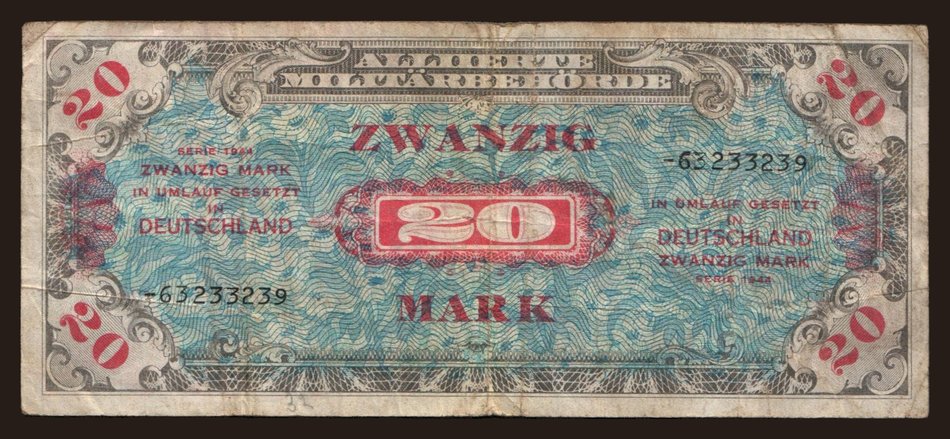 ALLIIERTE
MILITÄRBEHÖRDE
20
20
ZWANZIG
SERIE 1944
ZWANZIG MARK
IN UMLAUF GESETZT
IN
DEUTSCHLAND
-63233239
20
IN UMLAUF GESETZT
IN
DEUTSCHLAND
ZWANZIG MARK
SERIE 1944
-63233239
MARK
20
20
32